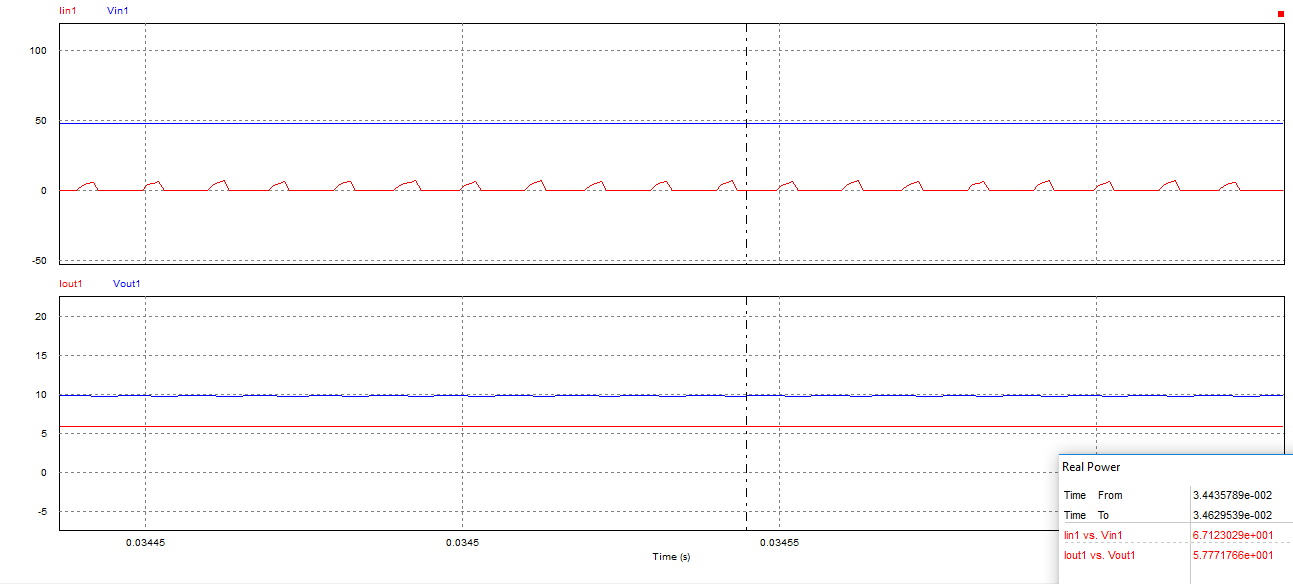 Iin1 Vin1
100
50
0
-50
Iout1 Vout1
20
15
10
5
0
-5
0.03445 0.0345 0.03455
Time (s)
Real Power
Time From 3.4435789e-002
Time To 3.4629539e-002
Iin1 vs. Vin1 6.7123029e+001
Iout1 vs. Vout1 5.7771766e+001